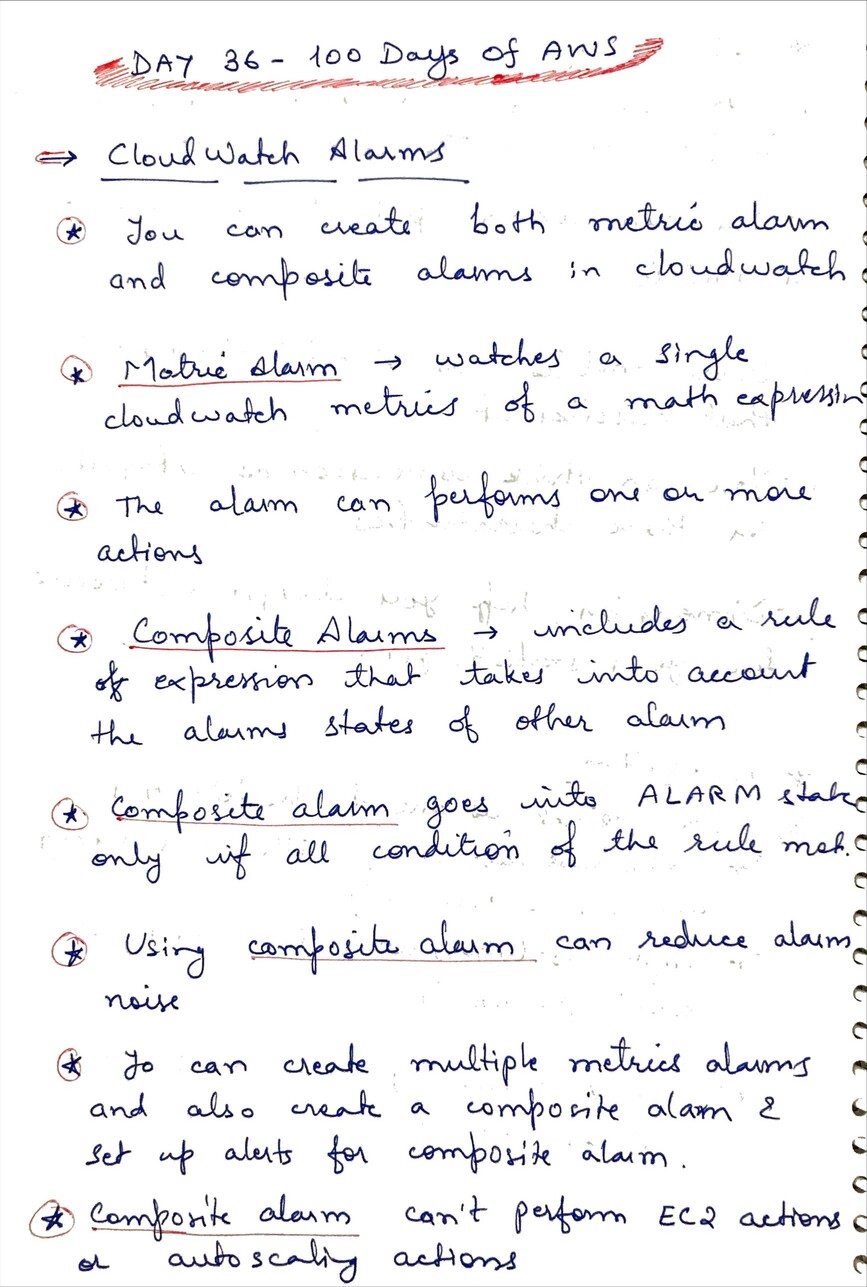 DAY 36 - 100 Days of AWS
⇒ CloudWatch Alarms
* You can create both metric alarm
and composite alarms in cloudwatch
* Matric Alarm → watches a single
cloudwatch metrics of a math expression
* The alarm can performs one or more
actions
* Composite Alarms → includes a rule
of expression that takes into account
the alarms states of other alarm
* Composite alarm goes into ALARM state
only if all condition of the rule met.
* Using composite alarm can reduce alarm
noise
* Yo can create multiple metrics alarms
and also create a composite alarm &
set up alerts for composite alarm.
* Composite alarm can't perform EC2 actions
or autoscaling actions